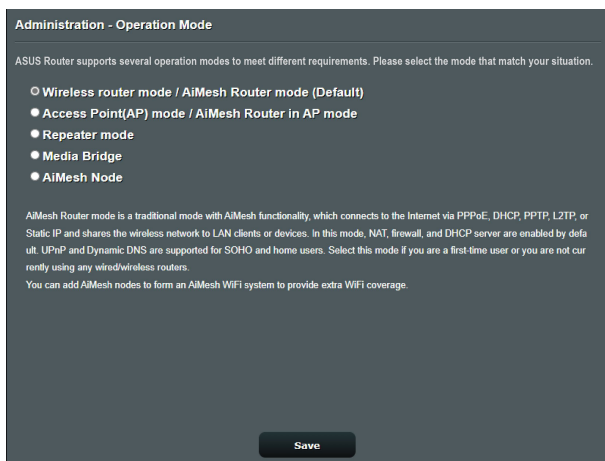 Administration - Operation Mode
ASUS Router supports several operation modes to meet different requirements. Please select the mode that match your situation.
Wireless router mode / AiMesh Router mode (Default)
Access Point(AP) mode / AiMesh Router in AP mode
Repeater mode
Media Bridge
AiMesh Node
AiMesh Router mode is a traditional mode with AiMesh functionality, which connects to the Internet via PPPoE, DHCP, PPTP, L2TP, or
Static IP and shares the wireless network to LAN clients or devices. In this mode, NAT, firewall, and DHCP server are enabled by defa
ult. UPnP and Dynamic DNS are supported for SOHO and home users. Select this mode if you are a first-time user or you are not cur
rently using any wired/wireless routers.
You can add AiMesh nodes to form an AiMesh WiFi system to provide extra WiFi coverage.
Save